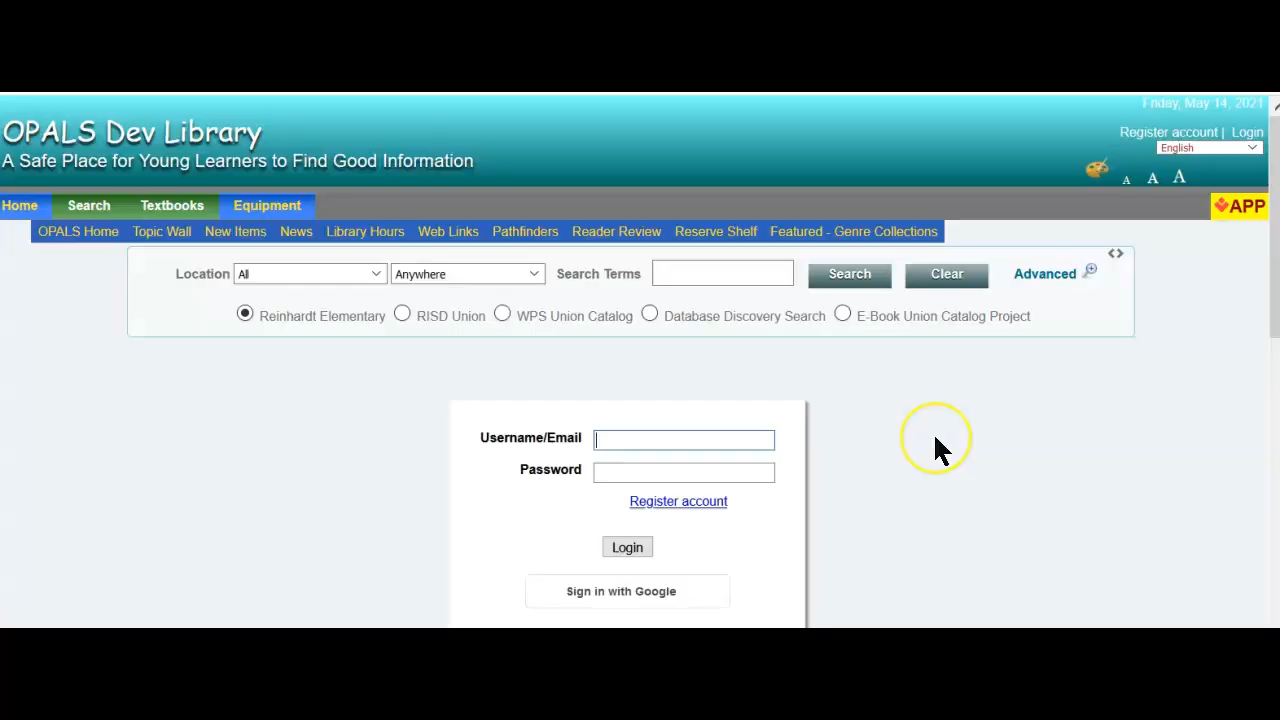 Friday, May 14, 2021
OPALS Dev Library
Register account | Login
A Safe Place for Young Learners to Find Good Information
English
A A A
Home Search Textbooks Equipment
APP
OPALS Home Topic Wall New Items News Library Hours Web Links Pathfinders Reader Review Reserve Shelf Featured - Genre Collections
Location All Anywhere Search Terms Search Clear Advanced
Reinhardt Elementary RISD Union WPS Union Catalog Database Discovery Search E-Book Union Catalog Project
Username/Email
Password
Register account
Login
Sign in with Google